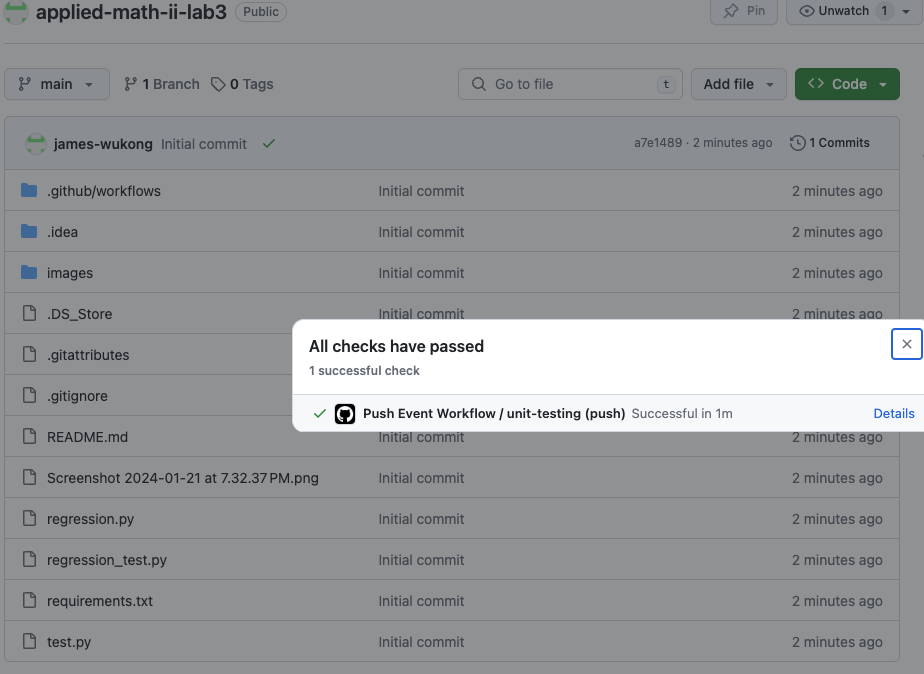 applied-math-ii-lab3 Public Pin Unwatch 1
main 1 Branch 0 Tags Go to file t Add file Code
james-wukong Initial commit a7e1489 · 2 minutes ago 1 Commits
.github/workflows Initial commit 2 minutes ago
.idea Initial commit 2 minutes ago
images Initial commit 2 minutes ago
.DS_Store Initial commit 2 minutes ago
All checks have passed
.gitattributes
1 successful check
.gitignore
Push Event Workflow / unit-testing (push) Successful in 1m Details
README.md Initial commit 2 minutes ago
Screenshot 2024-01-21 at 7.32.37 PM.png Initial commit 2 minutes ago
regression.py Initial commit 2 minutes ago
regression_test.py Initial commit 2 minutes ago
requirements.txt Initial commit 2 minutes ago
test.py Initial commit 2 minutes ago